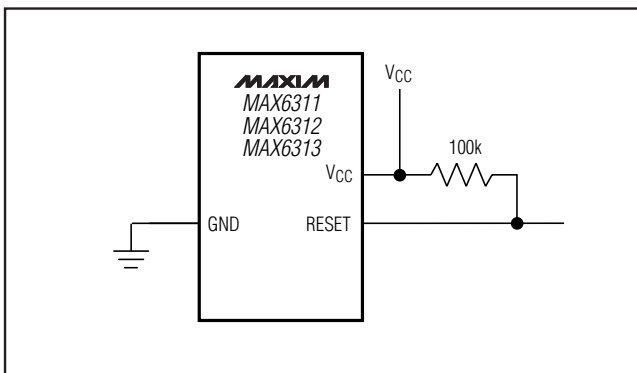 MAXIM
MAX6311
MAX6312
MAX6313
VCC
VCC
100k
GND
RESET